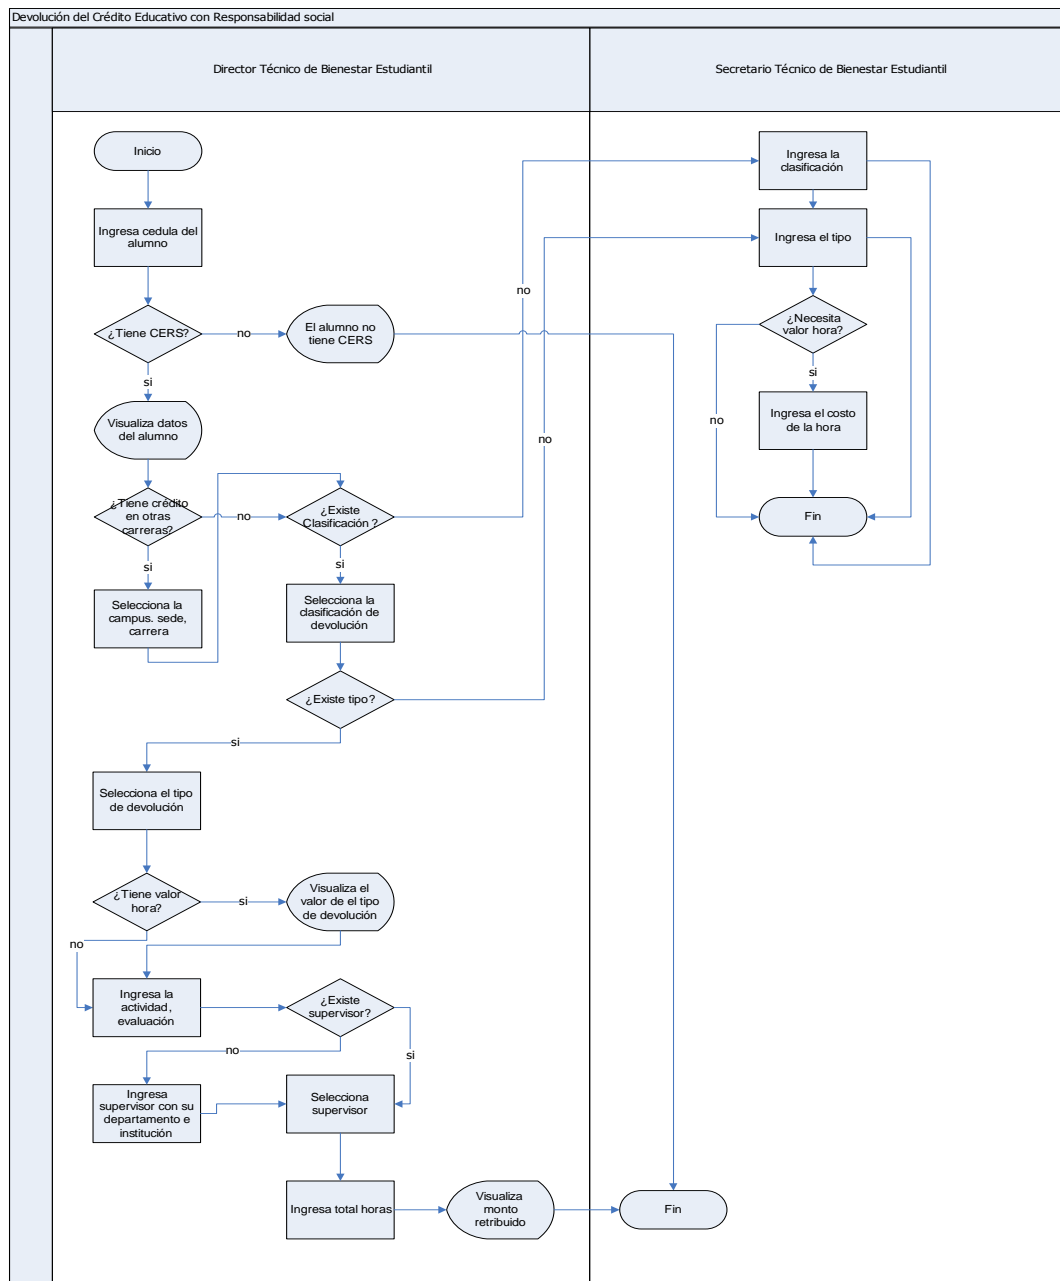 Devolución del Crédito Educativo con Responsabilidad social
Director Técnico de Bienestar Estudiantil
Secretario Técnico de Bienestar Estudiantil
Inicio
Ingresa cedula del
alumno
¿Tiene CERS?
no
El alumno no
tiene CERS
si
Visualiza datos
del alumno
¿Tiene crédito
en otras
carreras?
no
¿Existe
Clasificación ?
no
si
Selecciona la
campus. sede,
carrera
si
Selecciona la
clasificación de
devolución
¿Existe tipo?
no
si
Selecciona el tipo
de devolución
¿Tiene valor
hora?
si
Visualiza el
valor de el tipo
de devolución
no
Ingresa la
actividad,
evaluación
¿Existe
supervisor?
no
si
Ingresa
supervisor con su
departamento e
institución
Selecciona
supervisor
Ingresa total horas
Visualiza
monto
retribuido
Fin
Ingresa la
clasificación
Ingresa el tipo
¿Necesita
valor hora?
si
no
Ingresa el costo
de la hora
Fin